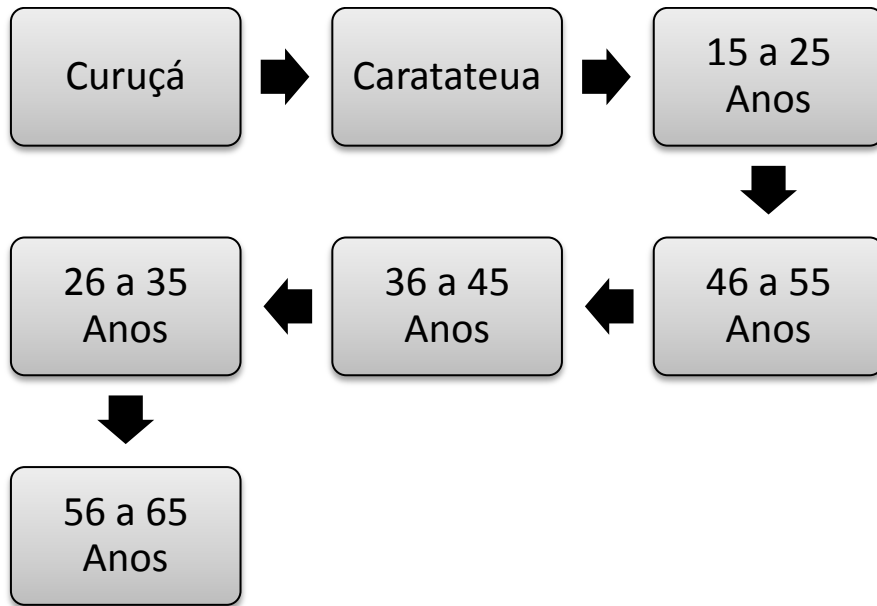 Curuçá
Caratateua
15 a 25
Anos
46 a 55
Anos
36 a 45
Anos
26 a 35
Anos
56 a 65
Anos